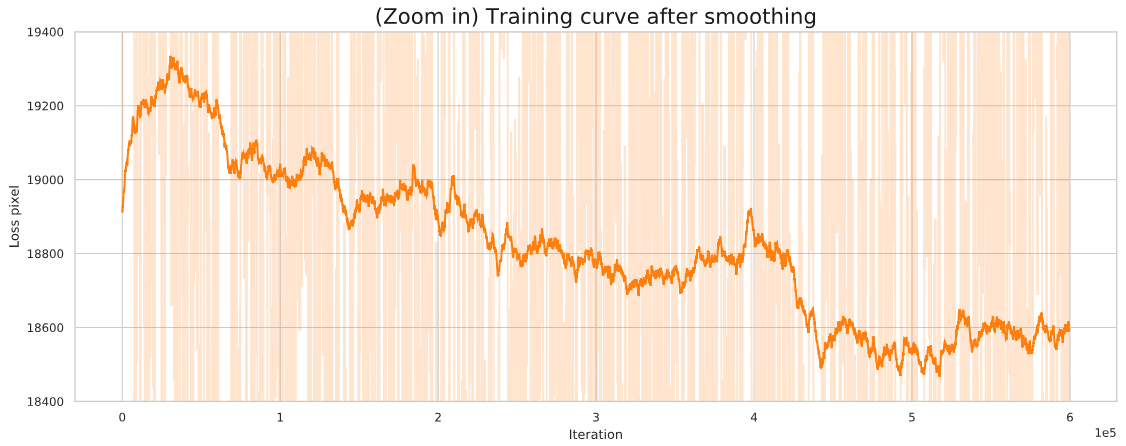 (Zoom in) Training curve after smoothing
19400
19200
19000
18800
18600
18400
Loss pixel
0 1 2 3 4 5 6
1e5
Iteration